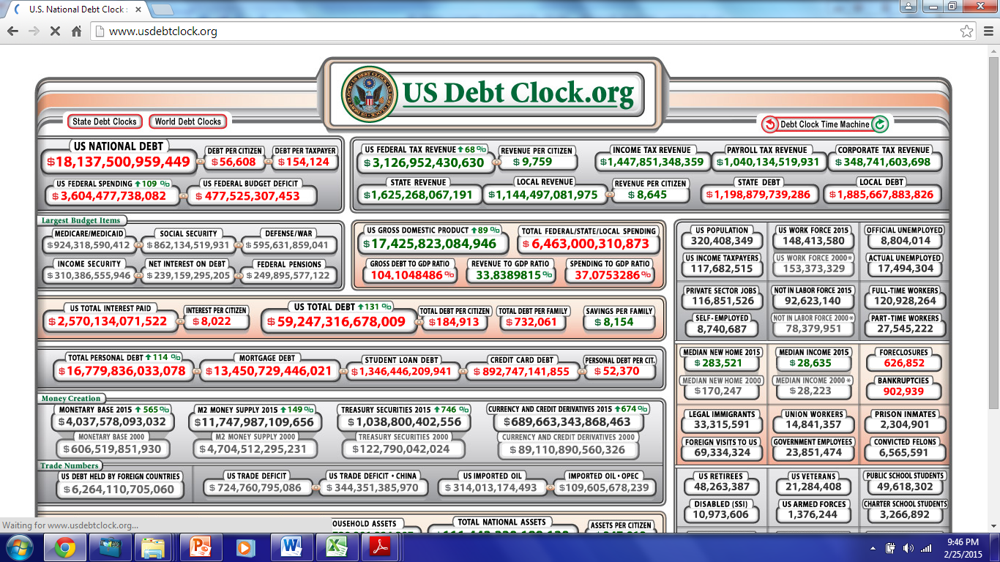 U.S. National Debt Clock :
www.usdebtclock.org
US Debt Clock.org
State Debt Clocks World Debt Clocks
Debt Clock Time Machine
US NATIONAL DEBT
$18,137,500,959,449
DEBT PER CITIZEN
$56,608
DEBT PER TAXPAYER
$154,124
US FEDERAL SPENDING 109 %
$3,604,477,738,082
US FEDERAL BUDGET DEFICIT
$477,525,307,453
US FEDERAL TAX REVENUE 68 %
$3,126,952,430,630
REVENUE PER CITIZEN
$9,759
INCOME TAX REVENUE
$1,447,851,348,359
PAYROLL TAX REVENUE
$1,040,134,519,931
CORPORATE TAX REVENUE
$348,741,603,698
STATE REVENUE
$1,625,268,067,191
LOCAL REVENUE
$1,144,497,081,975
REVENUE PER CITIZEN
$8,645
STATE DEBT
$1,198,879,739,286
LOCAL DEBT
$1,885,667,883,826
Largest Budget Items
MEDICARE/MEDICAID
$924,318,590,412
SOCIAL SECURITY
$862,134,519,931
DEFENSE/WAR
$595,631,859,041
INCOME SECURITY
$310,386,555,946
NET INTEREST ON DEBT
$239,159,295,205
FEDERAL PENSIONS
$249,895,577,122
US GROSS DOMESTIC PRODUCT 89 %
$17,425,823,084,946
TOTAL FEDERAL/STATE/LOCAL SPENDING
$6,463,000,310,873
GROSS DEBT TO GDP RATIO
104.1048486 %
REVENUE TO GDP RATIO
33.8389815 %
SPENDING TO GDP RATIO
37.0753286 %
US TOTAL INTEREST PAID
$2,570,134,071,522
INTEREST PER CITIZEN
$8,022
US TOTAL DEBT 131 %
$59,247,316,678,009
TOTAL DEBT PER CITIZEN
$184,913
TOTAL DEBT PER FAMILY
$732,061
SAVINGS PER FAMILY
$8,154
TOTAL PERSONAL DEBT 114 %
$16,779,836,033,078
MORTGAGE DEBT
$13,450,729,446,021
STUDENT LOAN DEBT
$1,346,446,209,941
CREDIT CARD DEBT
$892,747,141,855
PERSONAL DEBT PER CIT.
$52,370
Money Creation
MONETARY BASE 2015 565 %
$4,037,578,093,032
M2 MONEY SUPPLY 2015 149 %
$11,747,987,109,656
TREASURY SECURITIES 2015 746 %
$1,038,800,402,556
CURRENCY AND CREDIT DERIVATIVES 2015 674 %
$689,663,343,868,463
MONETARY BASE 2000
$606,519,851,930
M2 MONEY SUPPLY 2000
$4,704,512,295,231
TREASURY SECURITIES 2000
$122,790,042,024
CURRENCY AND CREDIT DERIVATIVES 2000
$89,110,890,560,326
Trade Numbers
US DEBT HELD BY FOREIGN COUNTRIES
$6,264,110,705,060
US TRADE DEFICIT
$724,760,795,086
US TRADE DEFICIT • CHINA
$344,351,385,970
US IMPORTED OIL
$314,013,174,493
IMPORTED OIL • OPEC
$109,605,678,239
OUSEHOLD ASSETS
TOTAL NATIONAL ASSETS
ASSETS PER CITIZEN
US POPULATION
320,408,349
US WORK FORCE 2015
148,413,580
OFFICIAL UNEMPLOYED
8,804,014
US INCOME TAXPAYERS
117,682,515
US WORK FORCE 2000*
153,373,329
ACTUAL UNEMPLOYED
17,494,304
PRIVATE SECTOR JOBS
116,851,526
NOT IN LABOR FORCE 2015
92,623,140
FULL-TIME WORKERS
120,928,264
SELF-EMPLOYED
8,740,687
NOT IN LABOR FORCE 2000*
78,379,951
PART-TIME WORKERS
27,545,222
MEDIAN NEW HOME 2015
$283,521
MEDIAN INCOME 2015
$28,635
FORECLOSURES
626,852
MEDIAN NEW HOME 2000
$170,247
MEDIAN INCOME 2000*
$28,223
BANKRUPTCIES
902,939
LEGAL IMMIGRANTS
33,315,591
UNION WORKERS
14,841,357
PRISON INMATES
2,304,901
FOREIGN VISITS TO US
69,334,324
GOVERNMENT EMPLOYEES
23,851,474
CONVICTED FELONS
6,565,591
US RETIREES
48,263,387
US VETERANS
21,284,408
PUBLIC SCHOOL STUDENTS
49,618,302
DISABLED (SSI)
10,973,606
US ARMED FORCES
1,376,244
CHARTER SCHOOL STUDENTS
3,266,892
Waiting for www.usdebtclock.org...
9:46 PM
2/25/2015